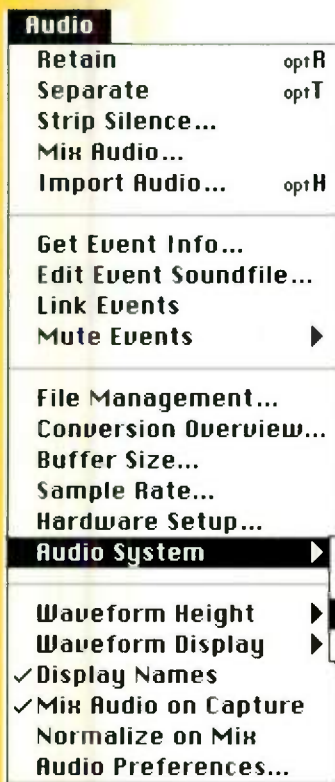 Audio
Retain optR
Separate optT
Strip Silence...
Mix Audio...
Import Audio... optH
Get Event Info...
Edit Event Soundfile...
Link Events
Mute Events ▶
File Management...
Conversion Overview...
Buffer Size...
Sample Rate...
Hardware Setup...
Audio System ▶
Waveform Height ▶
Waveform Display ▶
✓Display Names
✓Mix Audio on Capture
Normalize on Mix
Audio Preferences...